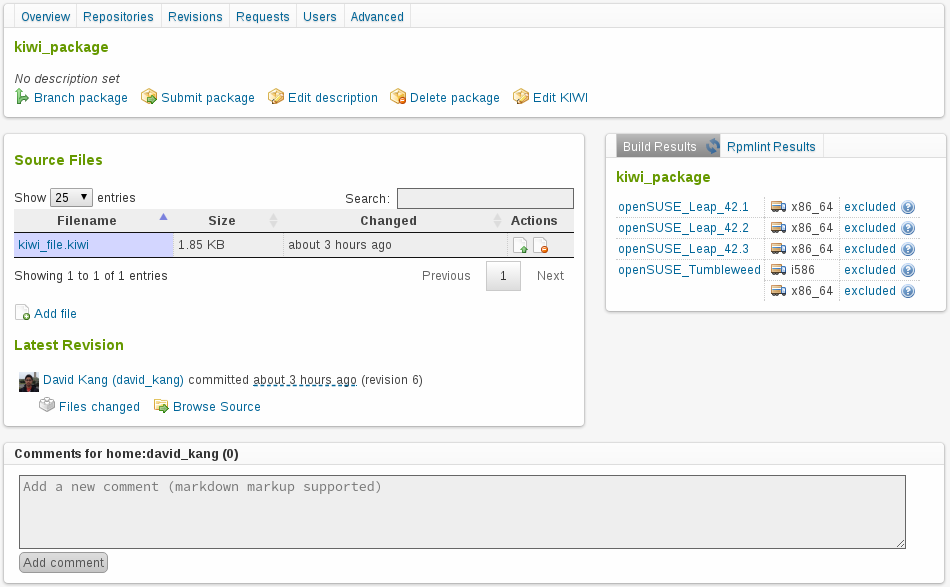 Overview Repositories Revisions Requests Users Advanced
kiwi_package
No description set
Branch package Submit package Edit description Delete package Edit KIWI
Source Files
Show 25 entries Search:
Filename Size Changed Actions
kiwi_file.kiwi 1.85 KB about 3 hours ago
Showing 1 to 1 of 1 entries Previous 1 Next
Add file
Latest Revision
David Kang (david_kang) committed about 3 hours ago (revision 6)
Files changed Browse Source
Build Results Rpmlint Results
kiwi_package
openSUSE_Leap_42.1 x86_64 excluded
openSUSE_Leap_42.2 x86_64 excluded
openSUSE_Leap_42.3 x86_64 excluded
openSUSE_Tumbleweed i586 excluded
x86_64 excluded
Comments for home:david_kang (0)
Add a new comment (markdown markup supported)
Add comment